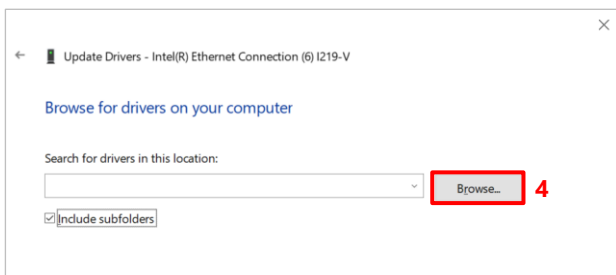 Update Drivers - Intel(R) Ethernet Connection (6) I219-V
Browse for drivers on your computer
Search for drivers in this location:
Browse... 4
Include subfolders